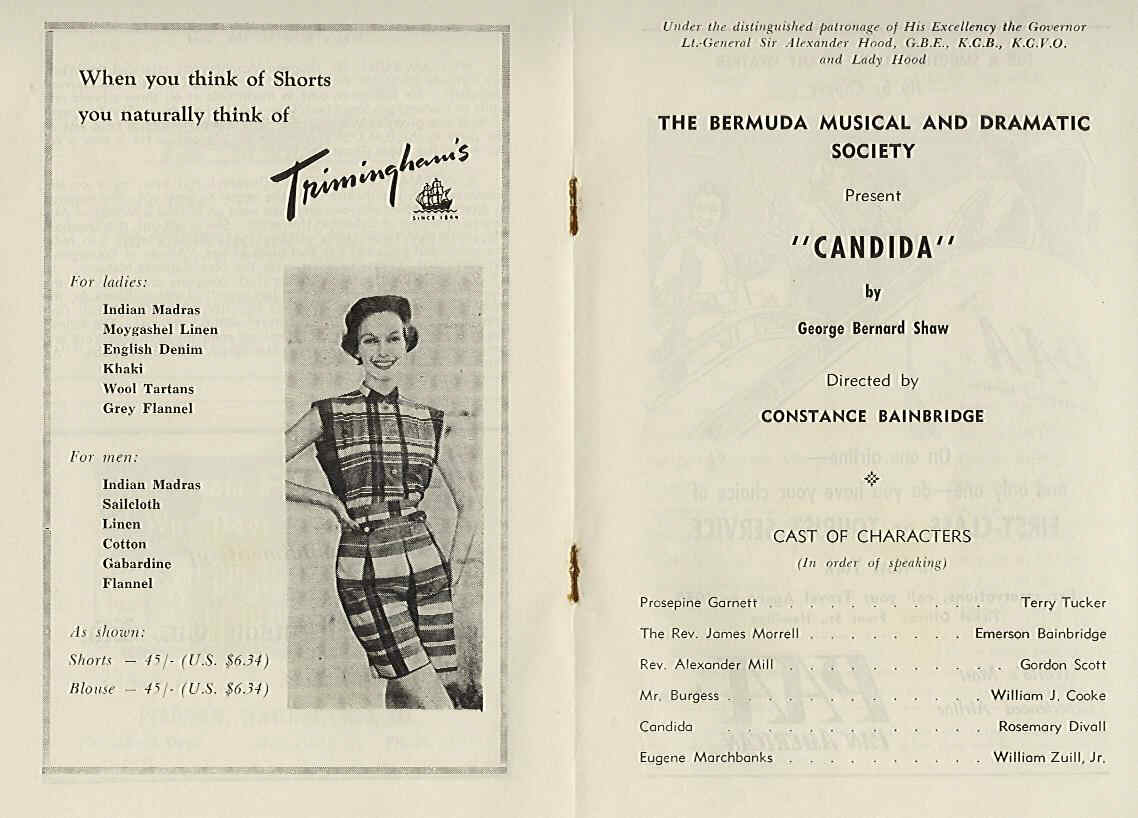 When you think of Shorts
you naturally think of
Trimingham's
SINCE 1844
For ladies:
Indian Madras
Moygashel Linen
English Denim
Khaki
Wool Tartans
Grey Flannel
For men:
Indian Madras
Sailcloth
Linen
Cotton
Gabardine
Flannel
As shown:
Shorts — 45/- (U.S. $6.34)
Blouse — 45/- (U.S. $6.34)
Under the distinguished patronage of His Excellency the Governor
Lt.-General Sir Alexander Hood, G.B.E., K.C.B., K.C.V.O.
and Lady Hood
THE BERMUDA MUSICAL AND DRAMATIC
SOCIETY
Present
"CANDIDA"
by
George Bernard Shaw
Directed by
CONSTANCE BAINBRIDGE
CAST OF CHARACTERS
(In order of speaking)
Prosepine Garnett . . . . . . . . . . . Terry Tucker
The Rev. James Morrell . . . . . . . . Emerson Bainbridge
Rev. Alexander Mill . . . . . . . . . . . Gordon Scott
Mr. Burgess . . . . . . . . . . . . . William J. Cooke
Candida . . . . . . . . . . . Rosemary Divall
Eugene Marchbanks . . . . . . . . . . William Zuill, Jr.